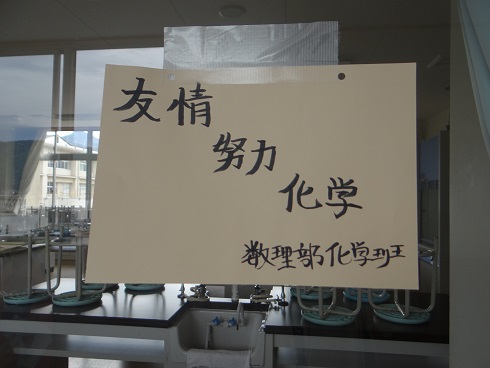 友情
努力
化学
数理部化学班